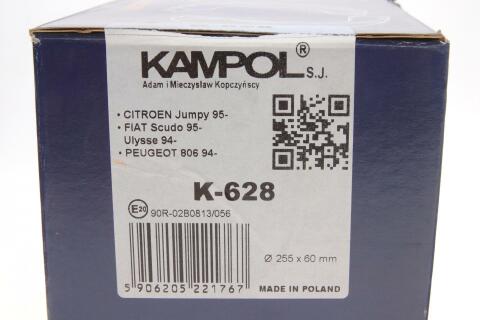 KAMPOL® S.J.
Adam i Mieczysław Kopczyńscy
• CITROEN Jumpy 95-
• FIAT Scudo 95-
Ulysse 94-
• PEUGEOT 806 94-
K-628
E20 90R-02B0813/056
Ø 255 x 60 mm
5 906205 221767
MADE IN POLAND